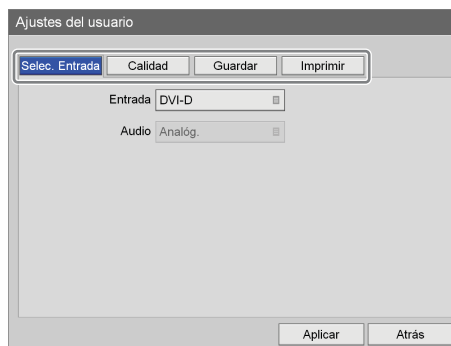 Ajustes del usuario
Selec. Entrada Calidad Guardar Imprimir
Entrada DVI-D
Audio Analóg.
Aplicar Atrás